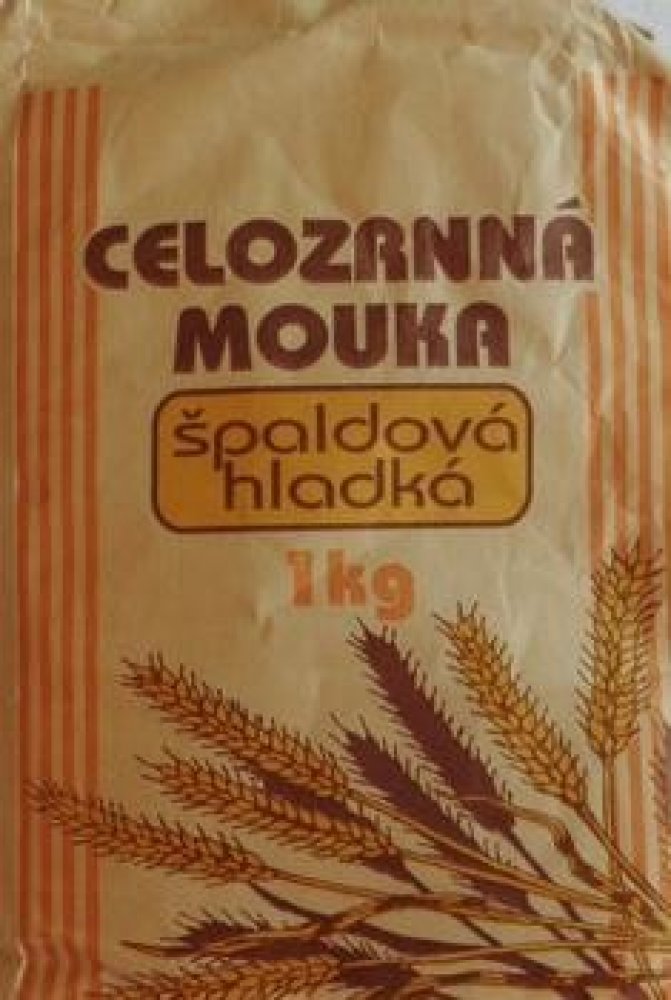 CELOZRNNÁ
MOUKA
špaldová
hladká
1kg